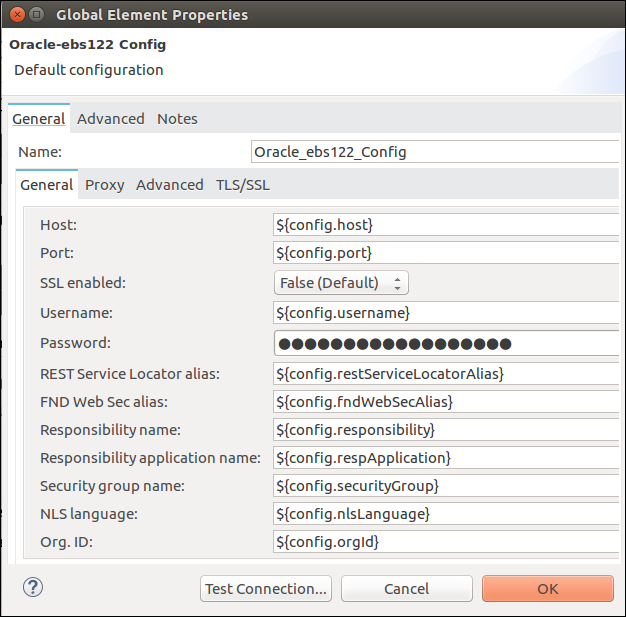 Global Element Properties
Oracle-ebs122 Config
Default configuration
General Advanced Notes
Name: Oracle_ebs122_Config
General Proxy Advanced TLS/SSL
Host: ${config.host}
Port: ${config.port}
SSL enabled: False (Default)
Username: ${config.username}
Password: ●●●●●●●●●●●●●●●●●●
REST Service Locator alias: ${config.restServiceLocatorAlias}
FND Web Sec alias: ${config.fndWebSecAlias}
Responsibility name: ${config.responsibility}
Responsibility application name: ${config.respApplication}
Security group name: ${config.securityGroup}
NLS language: ${config.nlsLanguage}
Org. ID: ${config.orgId}
? Test Connection... Cancel OK